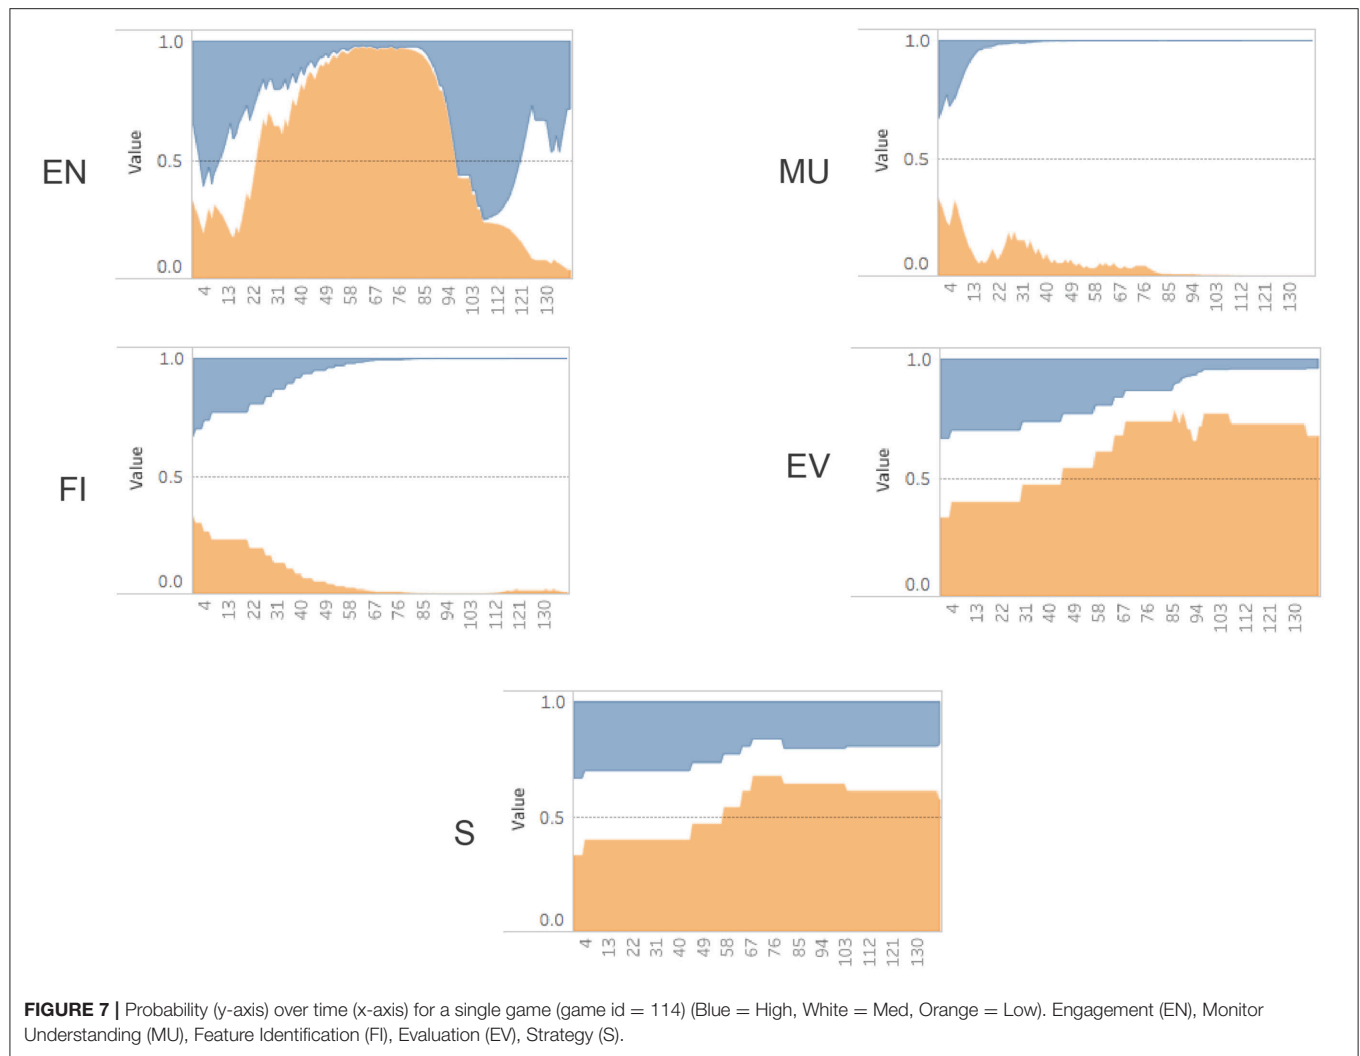 EN
Value
1.0
0.5
0.0
4 13 22 31 40 49 58 67 76 85 94 103 112 121 130
MU
Value
1.0
0.5
0.0
4 13 22 31 40 49 58 67 76 85 94 103 112 121 130
FI
Value
1.0
0.5
0.0
4 13 22 31 40 49 58 67 76 85 94 103 112 121 130
EV
Value
1.0
0.5
0.0
4 13 22 31 40 49 58 67 76 85 94 103 112 121 130
S
Value
1.0
0.5
0.0
4 13 22 31 40 49 58 67 76 85 94 103 112 121 130
FIGURE 7 | Probability (y-axis) over time (x-axis) for a single game (game id = 114) (Blue = High, White = Med, Orange = Low). Engagement (EN), Monitor
Understanding (MU), Feature Identification (FI), Evaluation (EV), Strategy (S).